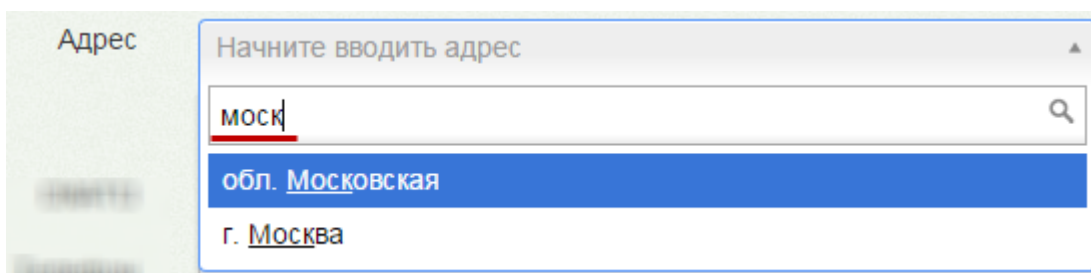 Адрес
Начните вводить адрес
моск
обл. Московская
г. Москва